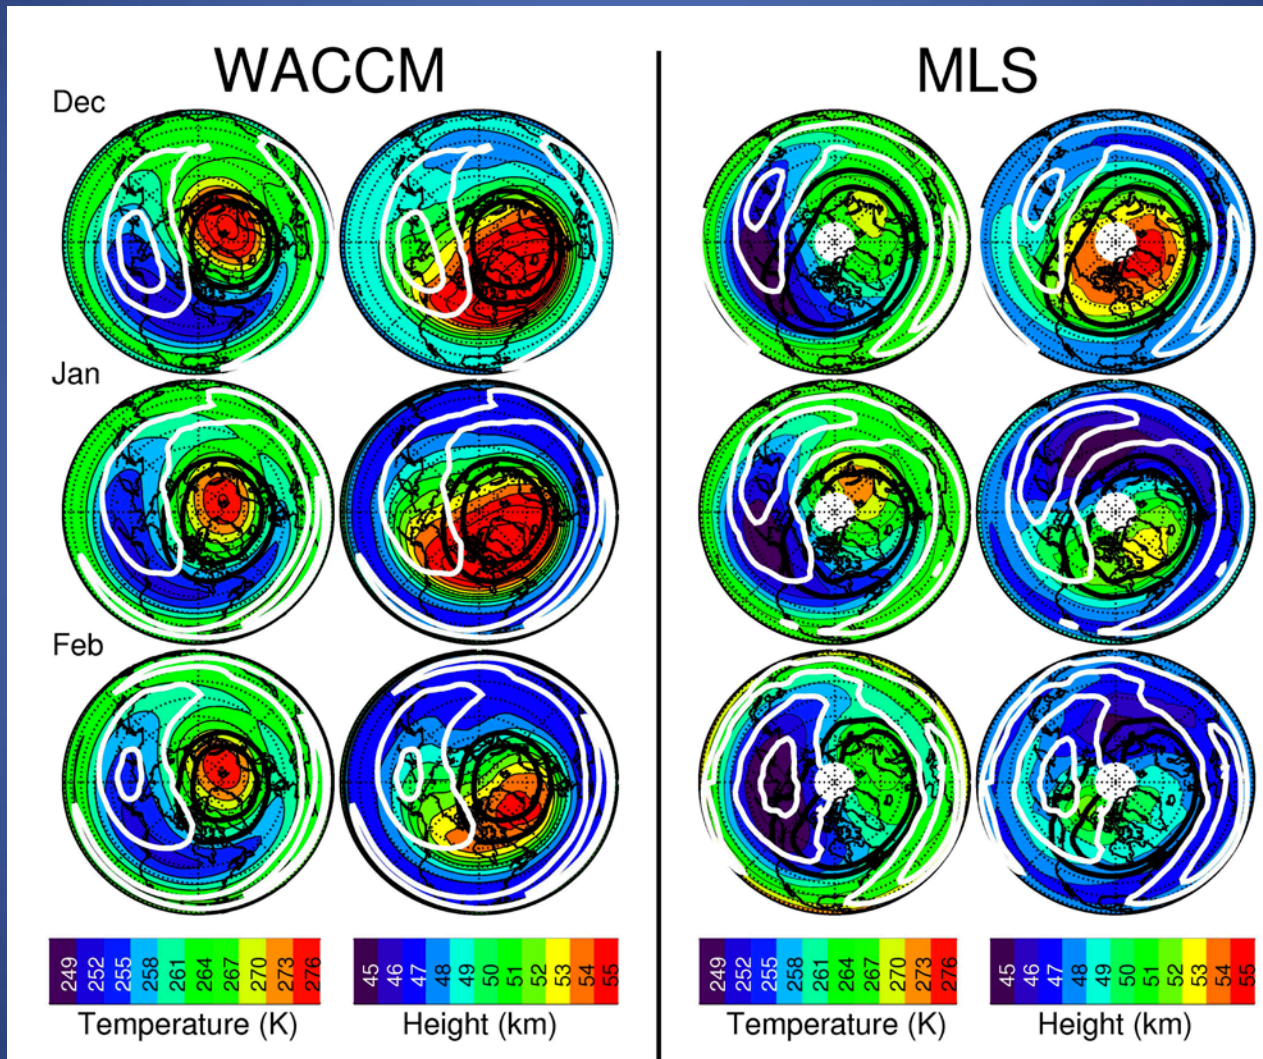 WACCM MLS
Dec
Jan
Feb
249 252 255 258 261 264 267 270 273 276
45 46 47 48 49 50 51 52 53 54 55
249 252 255 258 261 264 267 270 273 276
45 46 47 48 49 50 51 52 53 54 55
Temperature (K) Height (km) Temperature (K) Height (km)